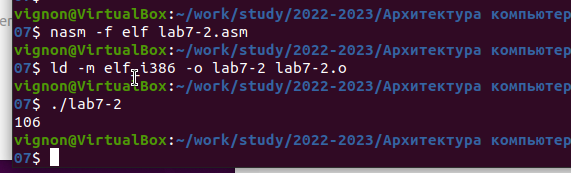 vignon@VirtualBox:~/work/study/2022-2023/Архитектура компьютер
07$ nasm -f elf lab7-2.asm
vignon@VirtualBox:~/work/study/2022-2023/Архитектура компьютер
07$ ld -m elf_i386 -o lab7-2 lab7-2.o
vignon@VirtualBox:~/work/study/2022-2023/Архитектура компьютер
07$ ./lab7-2
106
vignon@VirtualBox:~/work/study/2022-2023/Архитектура компьютер
07$